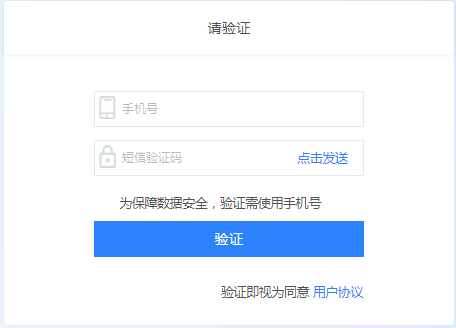 请验证
手机号
短信验证码 点击发送
为保障数据安全，验证需使用手机号
验证
验证即视为同意 用户协议